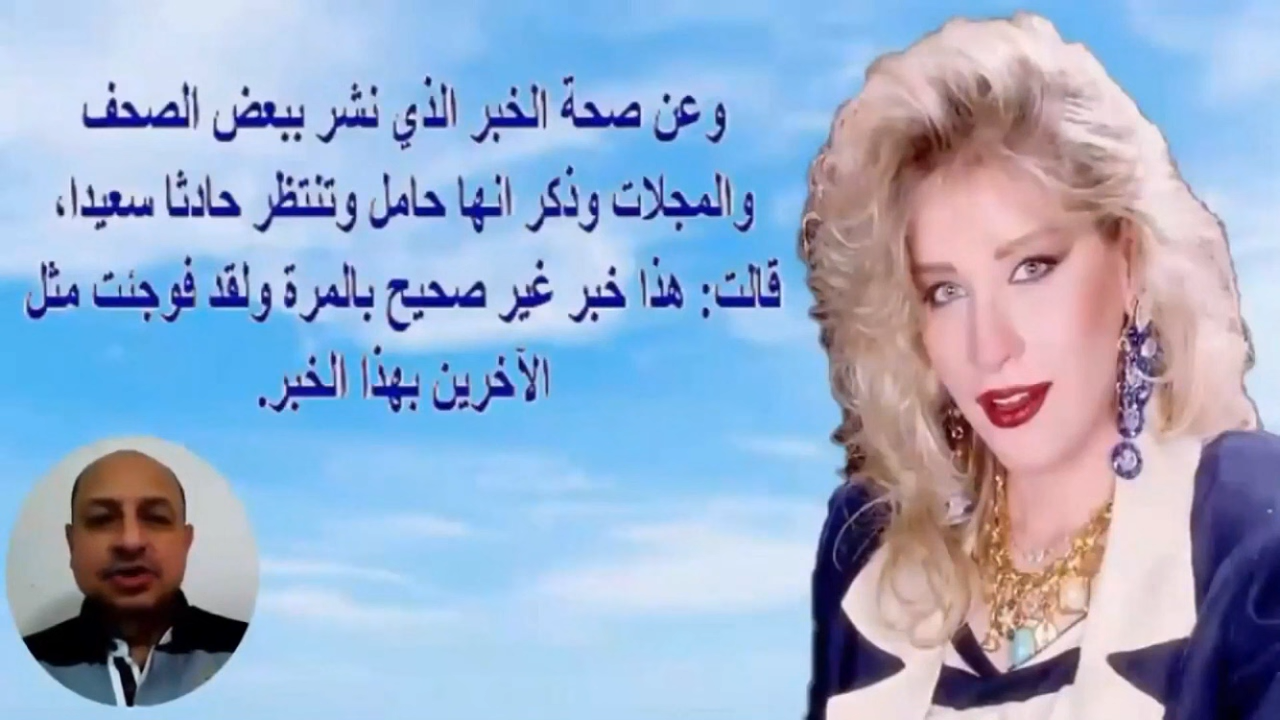 وعن صحة الخبر الذي نشر ببعض الصحف
والمجلات وذكر انها حامل وتنتظر حادثا سعيدا،
قالت: هذا خبر غير صحيح بالمرة ولقد فوجئت مثل
الآخرين بهذا الخبر.